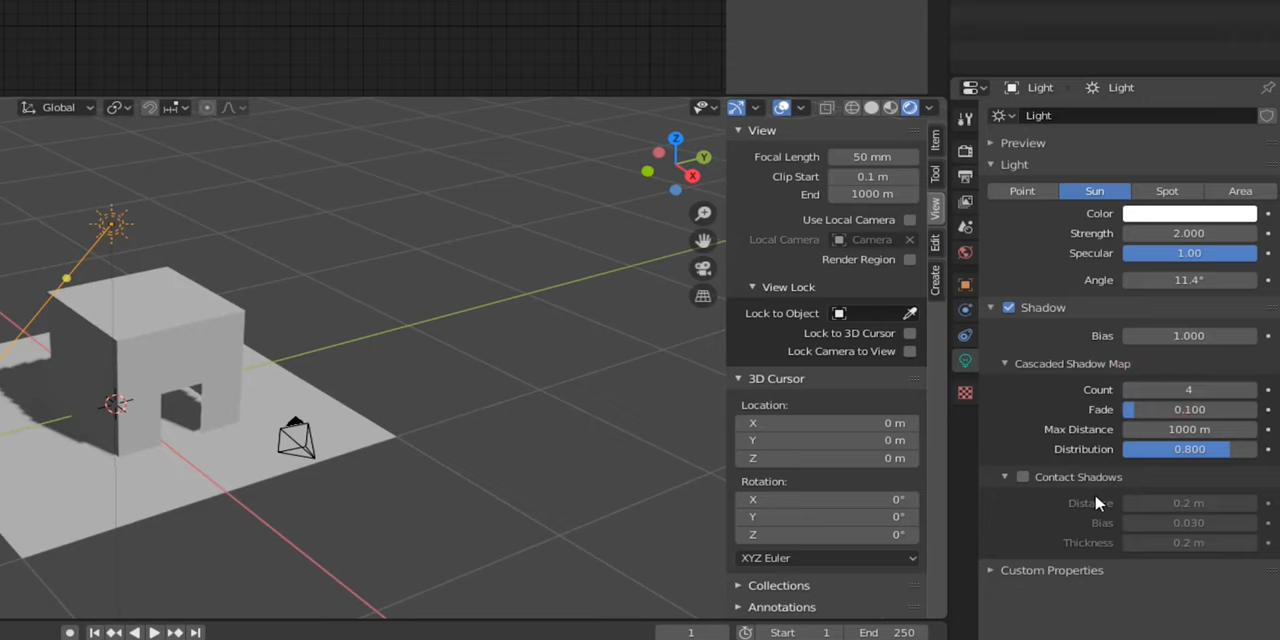 Global
Z
Y
X
View
Focal Length 50 mm
Clip Start 0.1 m
End 1000 m
Use Local Camera
Local Camera Camera
Render Region
View Lock
Lock to Object
Lock to 3D Cursor
Lock Camera to View
3D Cursor
Location:
X 0 m
Y 0 m
Z 0 m
Rotation:
X 0°
Y 0°
Z 0°
XYZ Euler
Collections
Annotations
Item
Tool
View
Edit
Create
Light Light
Light
Preview
Light
Point Sun Spot Area
Color
Strength 2.000
Specular 1.00
Angle 11.4°
Shadow
Bias 1.000
Cascaded Shadow Map
Count 4
Fade 0.100
Max Distance 1000 m
Distribution 0.800
Contact Shadows
Distance 0.2 m
Bias 0.030
Thickness 0.2 m
Custom Properties
1 Start 1 End 250